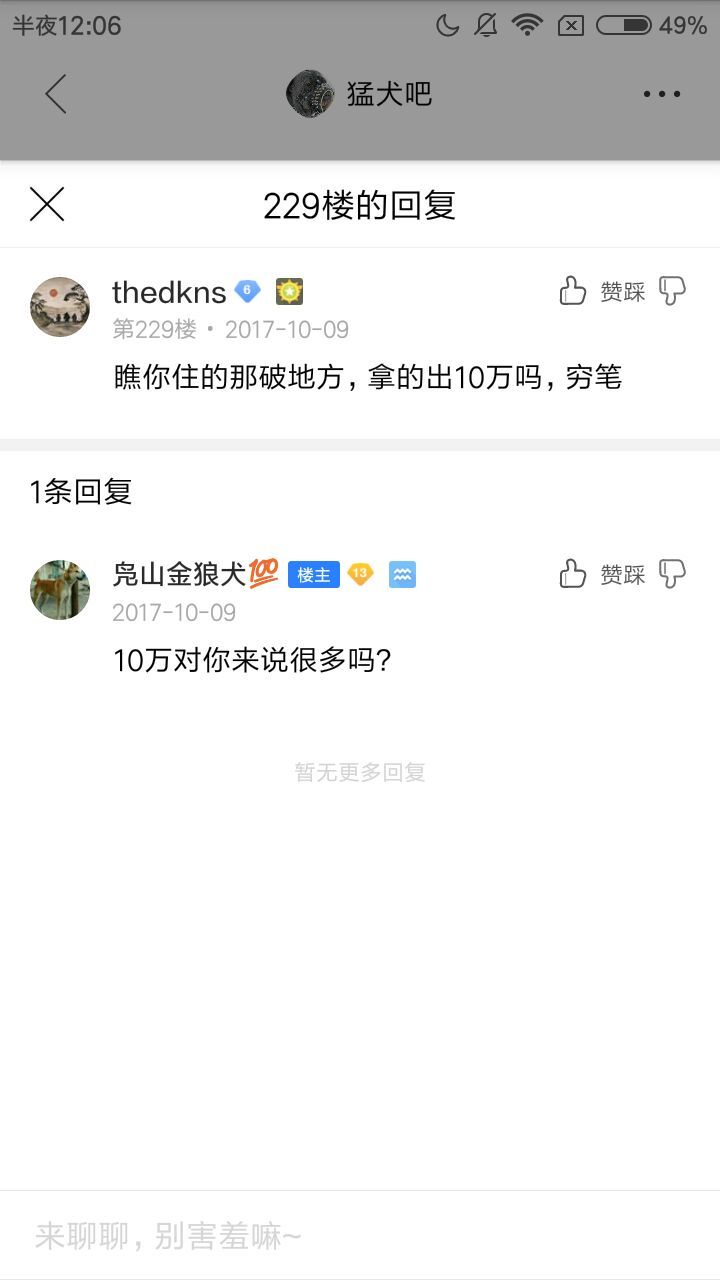 半夜12:06
49%
猛犬吧
229楼的回复
thedkns 6
赞踩
第229楼 • 2017-10-09
瞧你住的那破地方，拿的出10万吗，穷笔
1条回复
凫山金狼犬💯 楼主 13
赞踩
2017-10-09
10万对你来说很多吗？
暂无更多回复
来聊聊，别害羞嘛~